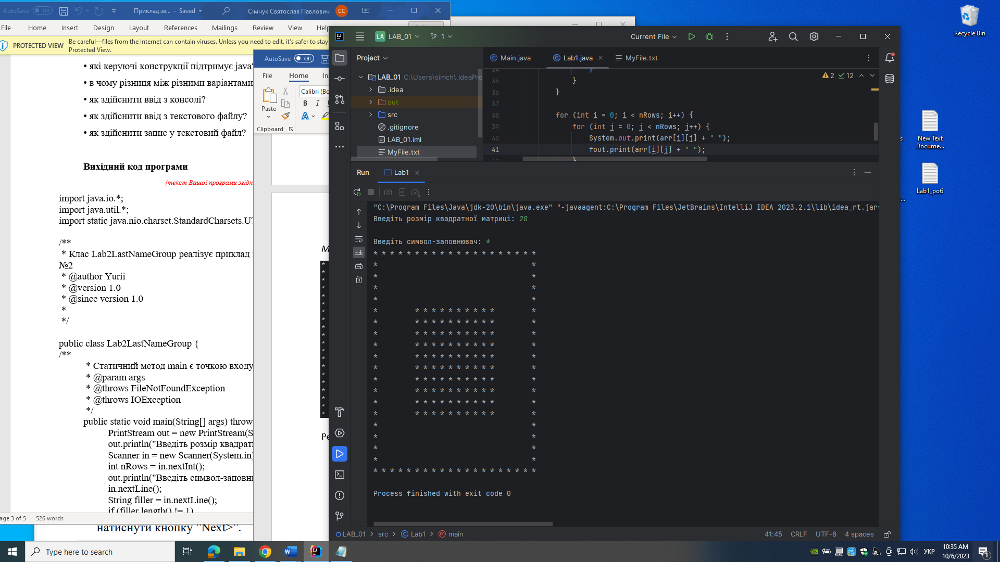 AutoSave Off
Приклад зв... - Saved
Сімчук Святослав Павлович CC
File Home Insert Design Layout References Mailings Review View Help
PROTECTED VIEW Be careful—files from the Internet can contain viruses. Unless you need to edit, it's safer to stay
Protected View.
• які керуючі конструкції підтримує java?
• в чому різниця між різними варіантами
• як здійснити ввід з консолі?
• як здійснити ввід з текстового файлу?
• як здійснити запис у текстовий файл?
Вихідний код програми
(текст Вашої програми згідн
import java.io.*;
import java.util.*;
import static java.nio.charset.StandardCharsets.UT
/**
* Клас Lab2LastNameGroup реалізує приклад
№2
* @author Yurii
* @version 1.0
* @since version 1.0
*
*/
public class Lab2LastNameGroup {
/**
* Статичний метод main є точкою входу
* @param args
* @throws FileNotFoundException
* @throws IOException
*/
public static void main(String[] args) throw
PrintStream out = new PrintStream(S
out.println("Введіть розмір квадрат
Scanner in = new Scanner(System.in)
int nRows = in.nextInt();
out.println("Введіть символ-заповн
in.nextLine();
String filler = in.nextLine();
if (filler.length() != 1)
age 3 of 5 526 words
натиснути кнопку ”Next>”.
AutoSave Off
File Home Ins
Paste
Calibri (Bo
B I U
A
Clipboard
М
Ре
LA LAB_01 1 Current File
Project
LAB_01 C:\Users\simch\.IdeaPro
.idea
out
src
.gitignore
LAB_01.iml
MyFile.txt
Main.java Lab1.java MyFile.txt
2 12
34 }
35 }
36 }
37
38 for (int i = 0; i < nRows; i++) {
39 for (int j = 0; j < nRows; j++) {
40 System.out.print(arr[i][j] + " ");
41 fout.print(arr[i][j] + " ");
42 }
Run Lab1
"C:\Program Files\Java\jdk-20\bin\java.exe" "-javaagent:C:\Program Files\JetBrains\IntelliJ IDEA 2023.2.1\lib\idea_rt.jar=
Введіть розмір квадратної матриці: 20
Введіть символ-заповнювач: *
* * * * * * * * * * * * * * * * * * * *
*                                     *
*                                     *
*                                     *
*                                     *
*         * * * * * * * * * *         *
*         * * * * * * * * * *         *
*         * * * * * * * * * *         *
*         * * * * * * * * * *         *
*         * * * * * * * * * *         *
*         * * * * * * * * * *         *
*         * * * * * * * * * *         *
*         * * * * * * * * * *         *
*         * * * * * * * * * *         *
*         * * * * * * * * * *         *
*                                     *
*                                     *
*                                     *
*                                     *
* * * * * * * * * * * * * * * * * * * *
Process finished with exit code 0
LAB_01 > src > Lab1 > main
41:45 CRLF UTF-8 4 spaces
Recycle Bin
New Text
Docume...
Lab1_роб
Type here to search
УКР
10:35 AM
10/6/2023
1